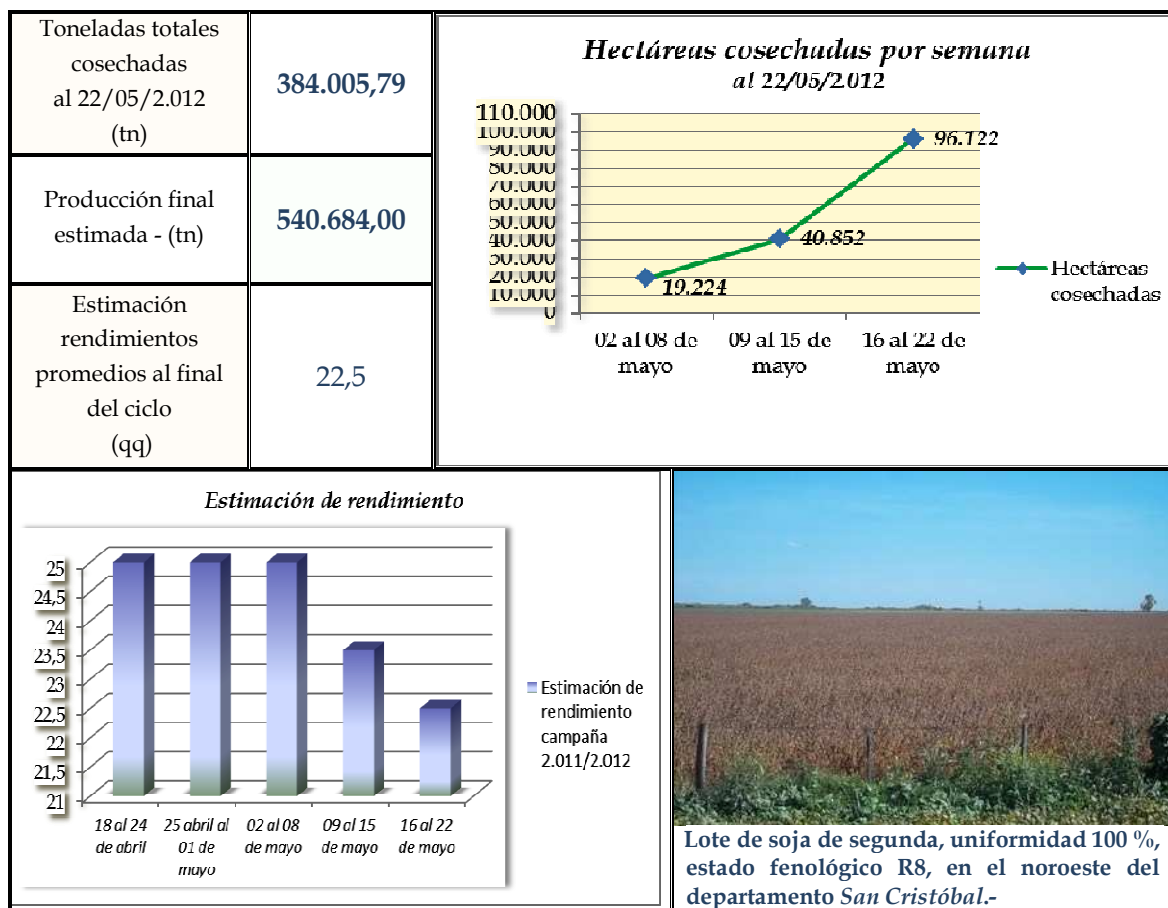 Toneladas totales
cosechadas
al 22/05/2.012
(tn)
384.005,79
Producción final
estimada - (tn)
540.684,00
Estimación
rendimientos
promedios al final
del ciclo
(qq)
22,5
Hectáreas cosechadas por semana
al 22/05/2.012
110.000
100.000
90.000
80.000
70.000
60.000
50.000
40.000
30.000
20.000
10.000
0
96.122
40.852
19.224
02 al 08 de
mayo
09 al 15 de
mayo
16 al 22 de
mayo
Hectáreas
cosechadas
Estimación de rendimiento
25
24,5
24
23,5
23
22,5
22
21,5
21
18 al 24
de abril
25 abril al
01 de
mayo
02 al 08
de mayo
09 al 15
de mayo
16 al 22
de mayo
Estimación de
rendimiento
campaña
2.011/2.012
Lote de soja de segunda, uniformidad 100 %,
estado fenológico R8, en el noroeste del
departamento San Cristóbal.-